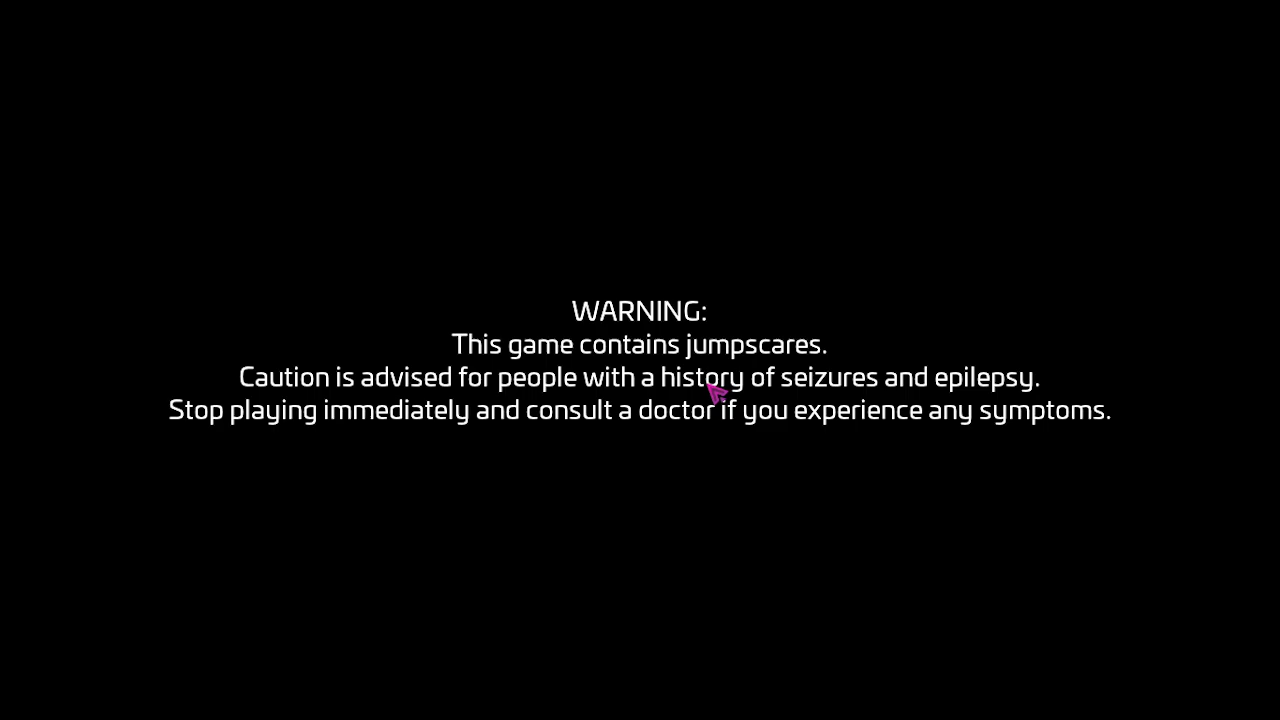 WARNING:
This game contains jumpscares.
Caution is advised for people with a history of seizures and epilepsy.
Stop playing immediately and consult a doctor if you experience any symptoms.